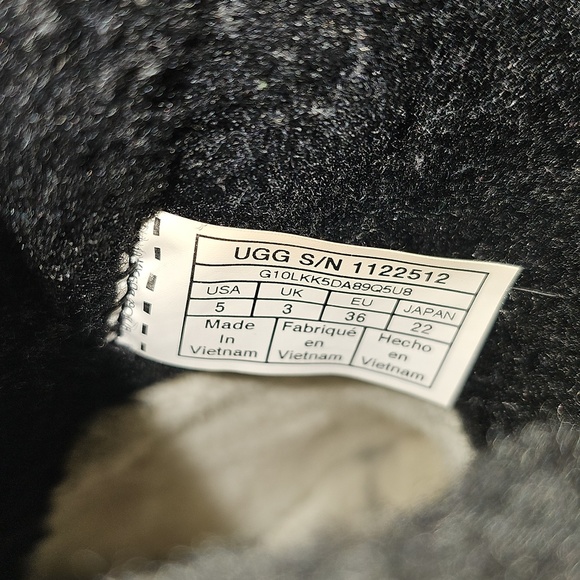 UGG S/N 1122512
G10LKK5DA89Q5U8
USA UK EU JAPAN
5 3 36 22
Made In Vietnam
Fabriqué en Vietnam
Hecho en Vietnam